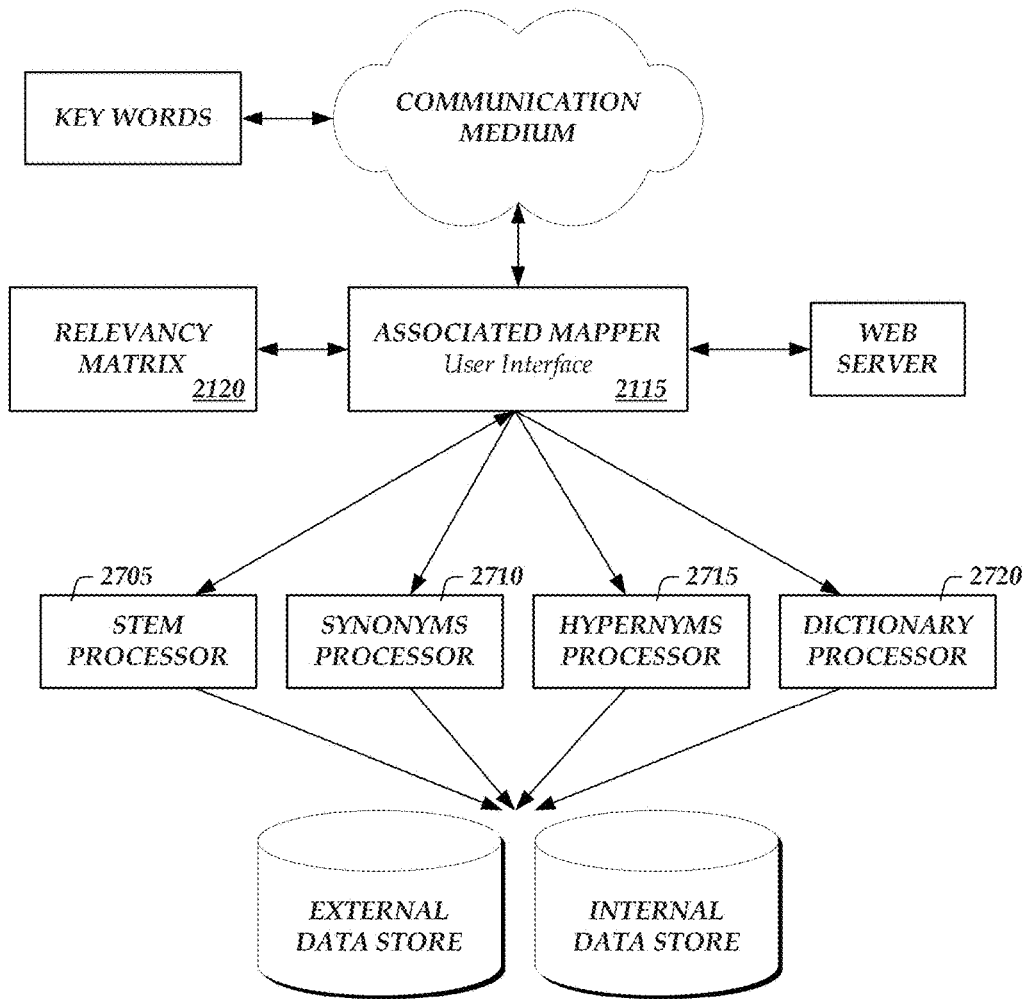 KEY WORDS
COMMUNICATION
MEDIUM
RELEVANCY
MATRIX
2120
ASSOCIATED MAPPER
User Interface
2115
WEB
SERVER
2705
STEM
PROCESSOR
2710
SYNONYMS
PROCESSOR
2715
HYPERNYMS
PROCESSOR
2720
DICTIONARY
PROCESSOR
EXTERNAL
DATA STORE
INTERNAL
DATA STORE